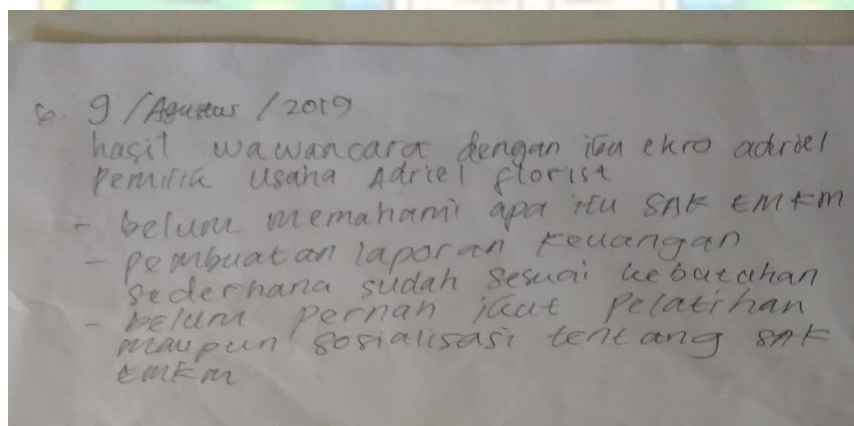 6. 9 / Agustus / 2019
hasil wawancara dengan ibu ekro adriel
pemilik usaha Adriel florist
- belum memahami apa itu SAK EMKM
- pembuatan laporan keuangan
sederhana sudah sesuai kebutuhan
- belum pernah ikut pelatihan
maupun sosialisasi tentang SAK
EMKM